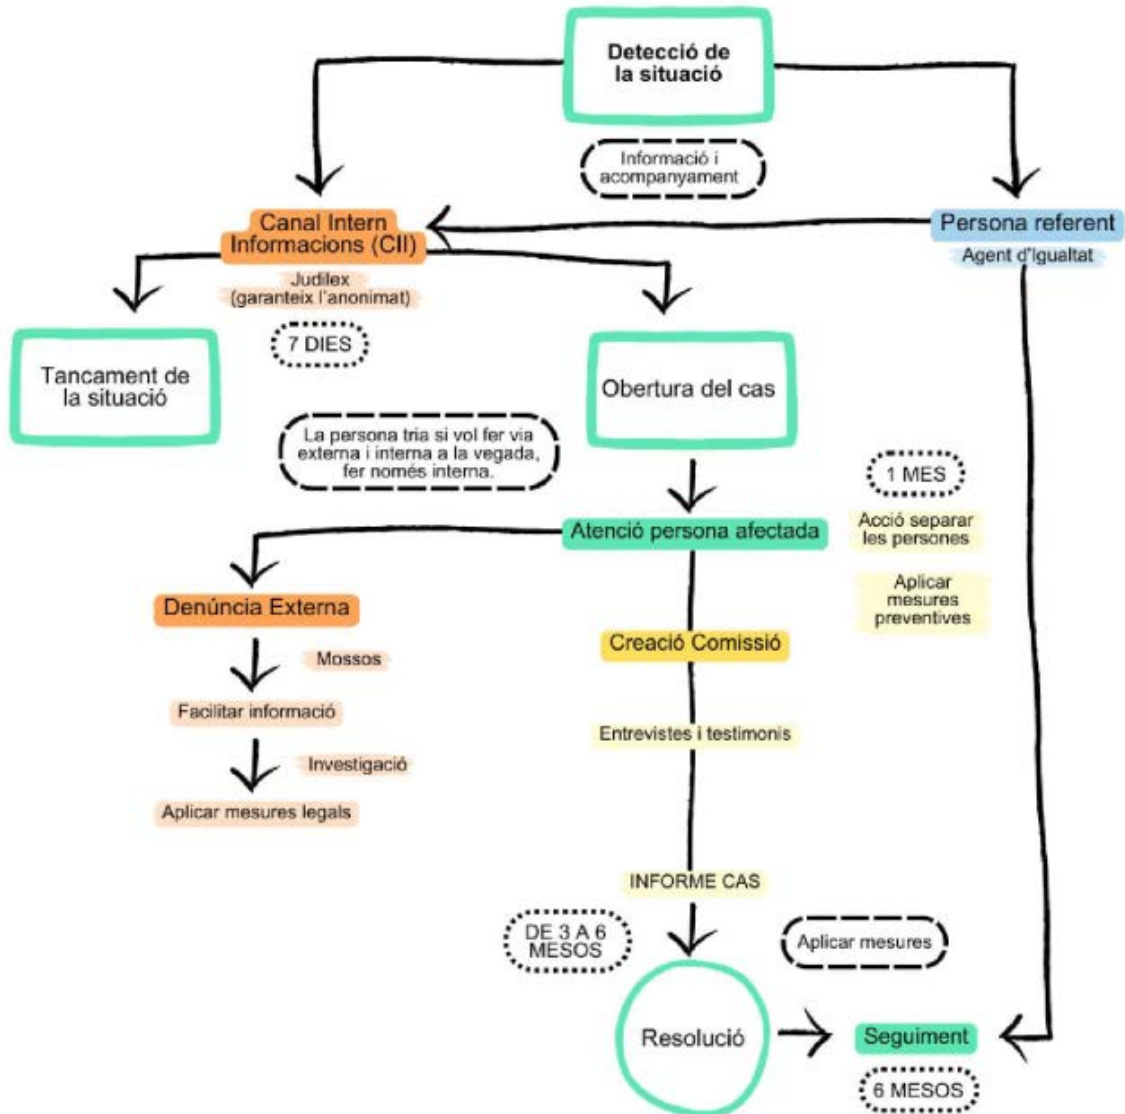 Detecció de
la situació
Informació i
acompanyament
Canal Intern
Informacions (CII)
Persona referent
Agent d'Igualtat
Judilex
(garanteix l'anonimat)
7 DIES
Tancament de
la situació
Obertura del cas
La persona tria si vol fer via
externa i interna a la vegada,
fer només interna.
1 MES
Atenció persona afectada
Acció separar
les persones
Aplicar
mesures
preventives
Denúncia Externa
Creació Comissió
Mossos
Facilitar informació
Entrevistes i testimonis
Investigació
Aplicar mesures legals
INFORME CAS
DE 3 A 6
MESOS
Aplicar mesures
Resolució
Seguiment
6 MESOS